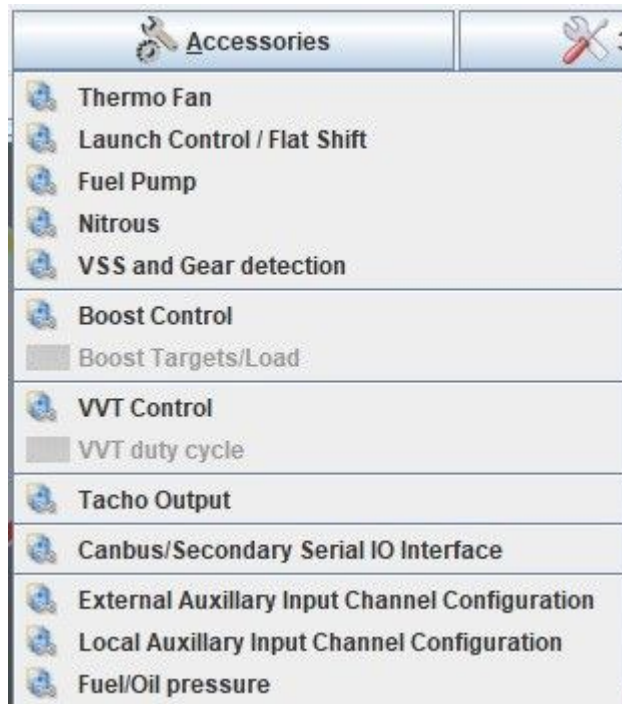 Accessories
Thermo Fan
Launch Control / Flat Shift
Fuel Pump
Nitrous
VSS and Gear detection
Boost Control
Boost Targets/Load
VVT Control
VVT duty cycle
Tacho Output
Canbus/Secondary Serial IO Interface
External Auxillary Input Channel Configuration
Local Auxillary Input Channel Configuration
Fuel/Oil pressure